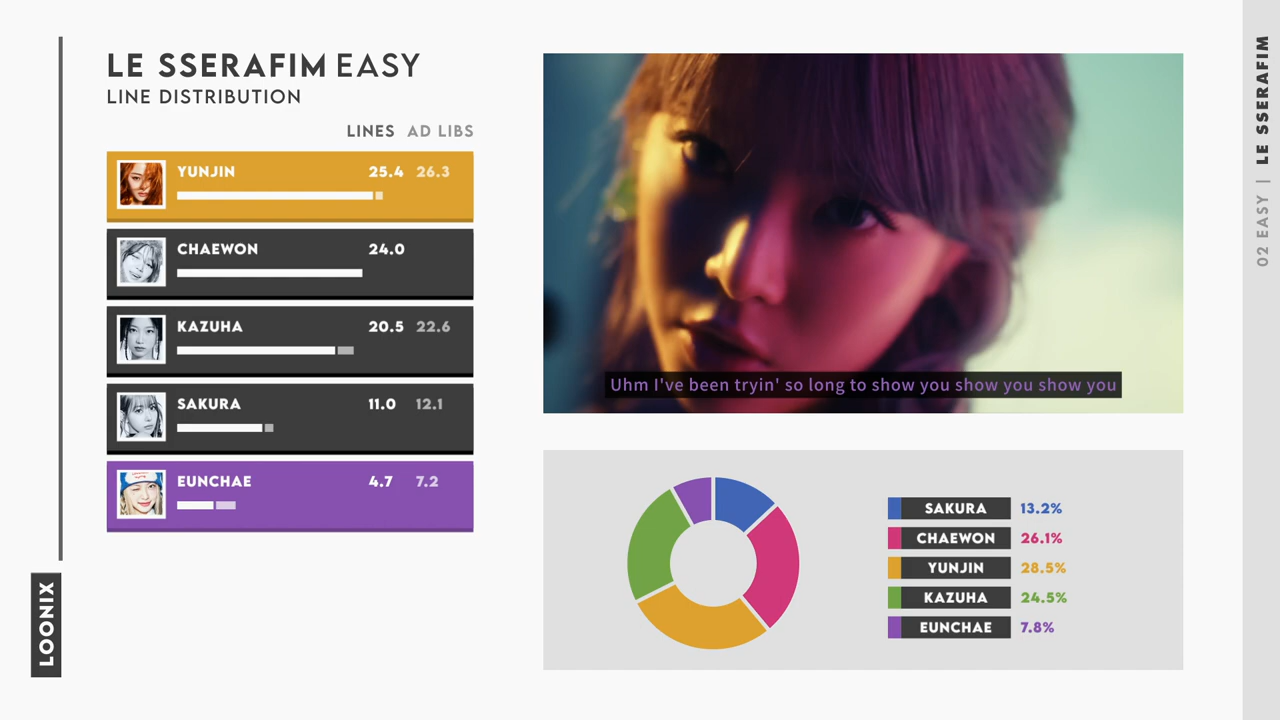 LE SSERAFIM EASY
LINE DISTRIBUTION
LINES AD LIBS
YUNJIN 25.4 26.3
CHAEWON 24.0
KAZUHA 20.5 22.6
SAKURA 11.0 12.1
EUNCHAE 4.7 7.2
LOONIX
Uhm I've been tryin' so long to show you show you show you
SAKURA 13.2%
CHAEWON 26.1%
YUNJIN 28.5%
KAZUHA 24.5%
EUNCHAE 7.8%
02 EASY | LE SSERAFIM